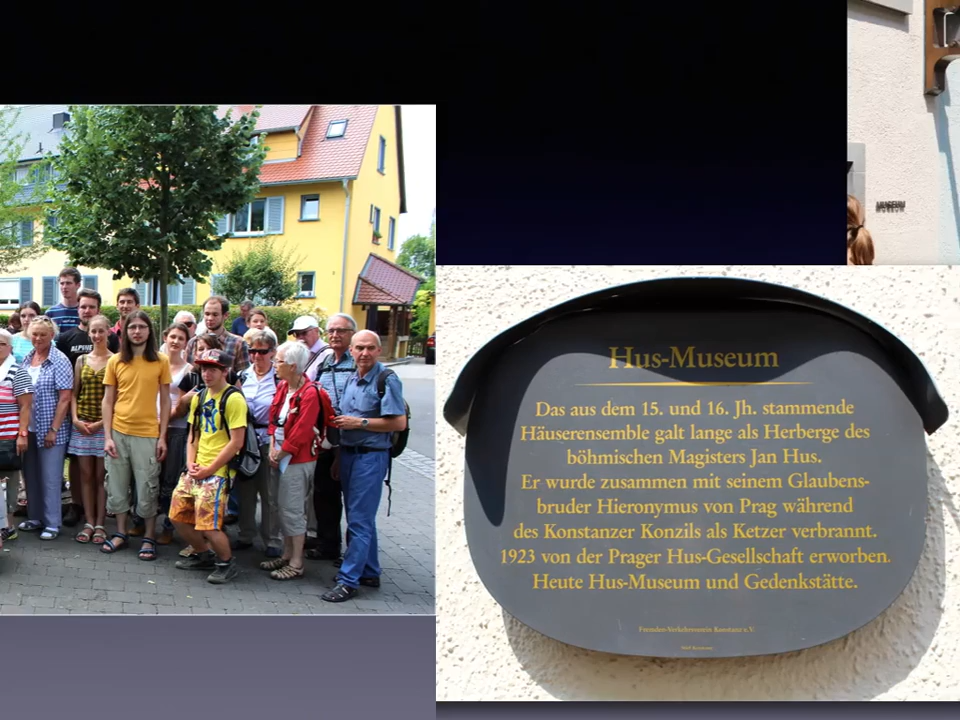 MUSEUM
Hus-Museum
Das aus dem 15. und 16. Jh. stammende
Häuserensemble galt lange als Herberge des
böhmischen Magisters Jan Hus.
Er wurde zusammen mit seinem Glaubens-
bruder Hieronymus von Prag während
des Konstanzer Konzils als Ketzer verbrannt.
1923 von der Prager Hus-Gesellschaft erworben.
Heute Hus-Museum und Gedenkstätte.
Fremden-Verkehrsverein Konstanz e.V.